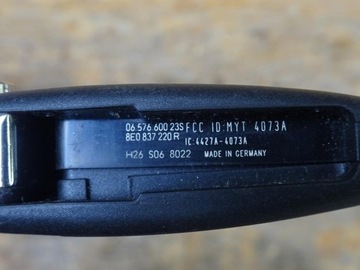 06 576 600 23S FCC ID:MYT 4073A
8E0 837 220 R IC:4427A-4073A
H26 S06 8022 MADE IN GERMANY